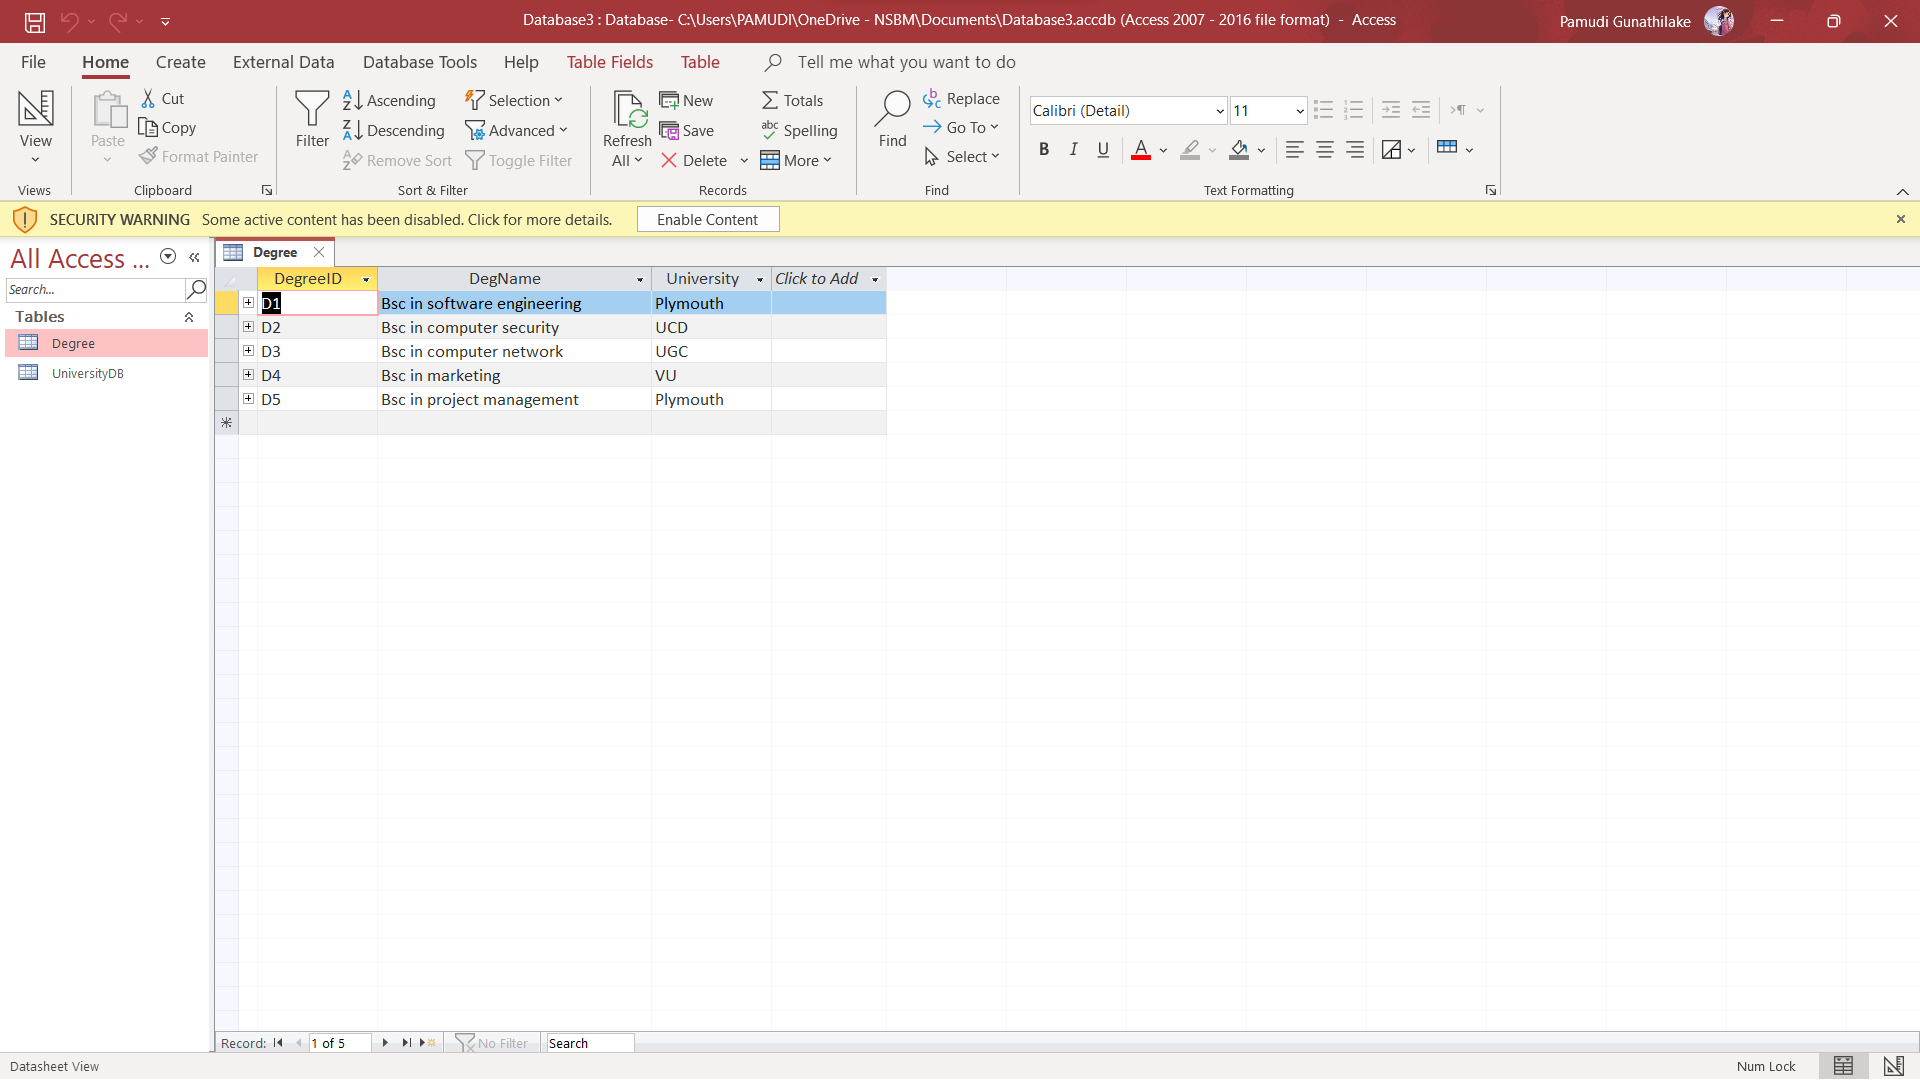 Database3 : Database- C:\Users\PAMUDI\OneDrive - NSBM\Documents\Database3.accdb (Access 2007 - 2016 file format) - Access
Pamudi Gunathilake
File Home Create External Data Database Tools Help Table Fields Table Tell me what you want to do
View
Views
Paste
Cut
Copy
Format Painter
Clipboard
Filter
Ascending
Descending
Remove Sort
Selection
Advanced
Toggle Filter
Sort & Filter
Refresh
All
New
Save
Delete
Totals
Spelling
More
Records
Find
Replace
Go To
Select
Find
Calibri (Detail) 11
B I U A
Text Formatting
SECURITY WARNING Some active content has been disabled. Click for more details. Enable Content
All Access ...
Search...
Tables
Degree
UniversityDB
Degree
DegreeID DegName University Click to Add
D1 Bsc in software engineering Plymouth
D2 Bsc in computer security UCD
D3 Bsc in computer network UGC
D4 Bsc in marketing VU
D5 Bsc in project management Plymouth
Record: 1 of 5 No Filter Search
Datasheet View
Num Lock